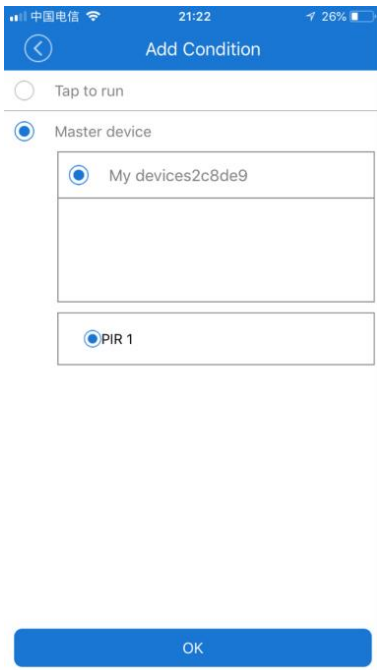 中国电信 21:22 26%
Add Condition
Tap to run
Master device
My devices2c8de9
PIR 1
OK